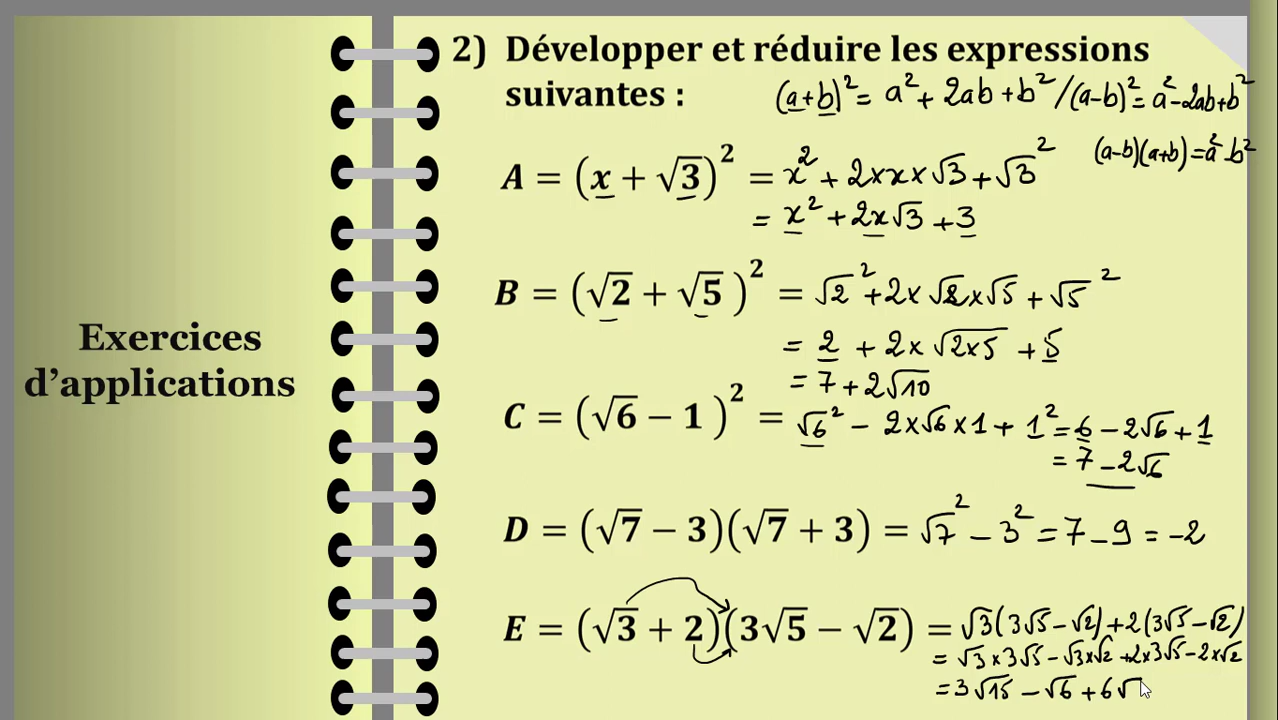 Exercices
d'applications
2) Développer et réduire les expressions
suivantes : (a+b)² = a² + 2ab + b² / (a-b)² = a² - 2ab + b²
(a-b)(a+b) = a² - b²
A = (x + √3)² = x² + 2×x×√3 + √3²
= x² + 2x√3 + 3
B = (√2 + √5)² = √2² + 2×√2×√5 + √5²
= 2 + 2×√2×5 + 5
= 7 + 2√10
C = (√6 − 1)² = √6² − 2×√6×1 + 1² = 6 − 2√6 + 1
= 7 − 2√6
D = (√7 − 3)(√7 + 3) = √7² − 3² = 7 − 9 = −2
E = (√3 + 2)(3√5 − √2) = √3(3√5 − √2) + 2(3√5 − √2)
= √3×3√5 − √3×√2 + 2×3√5 − 2×√2
= 3√15 − √6 + 6√